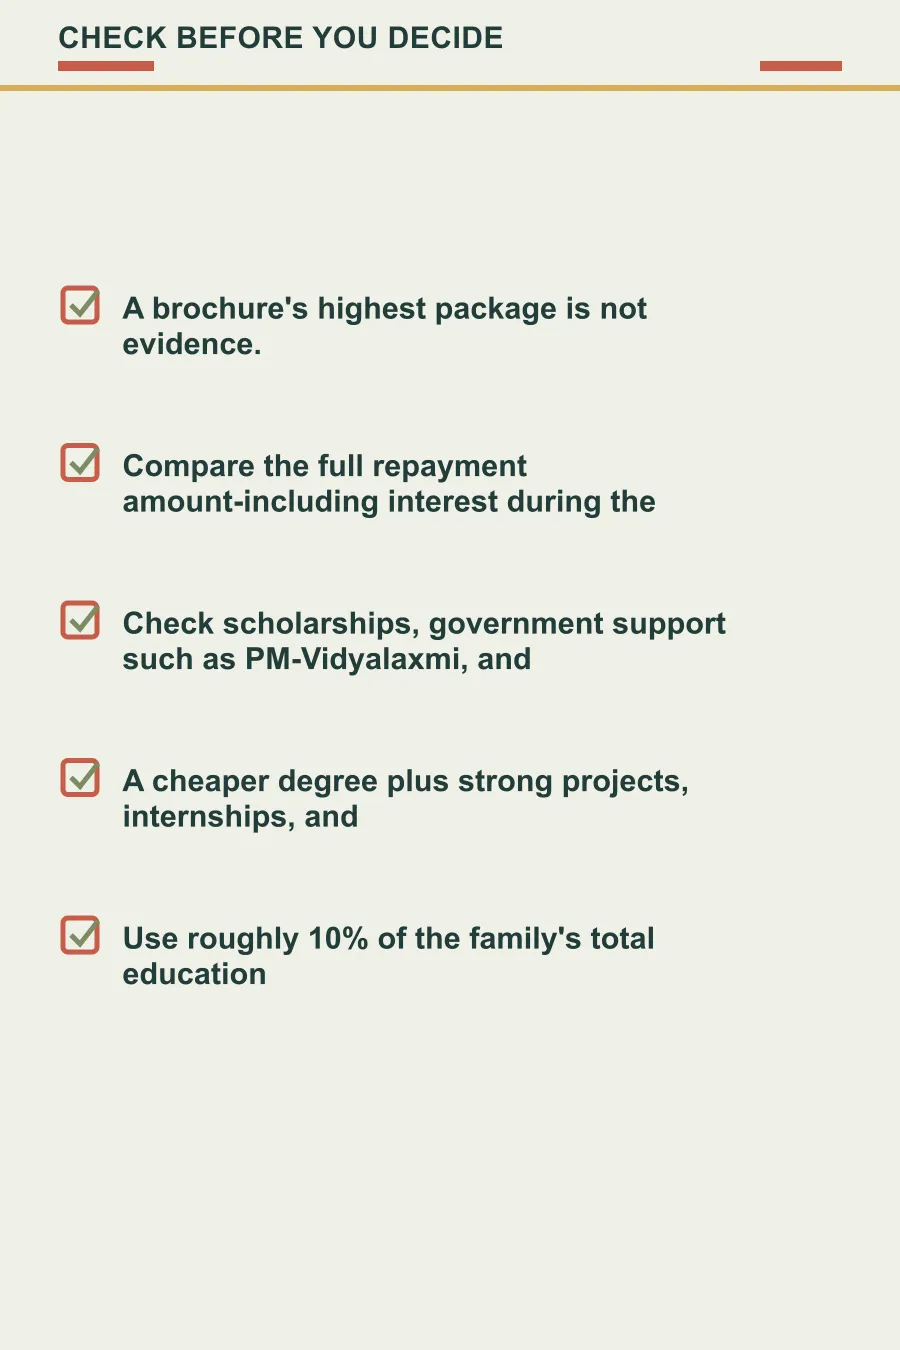 CHECK BEFORE YOU DECIDE
A brochure's highest package is not
evidence.
Compare the full repayment
amount-including interest during the
Check scholarships, government support
such as PM-Vidyalaxmi, and
A cheaper degree plus strong projects,
internships, and
Use roughly 10% of the family's total
education